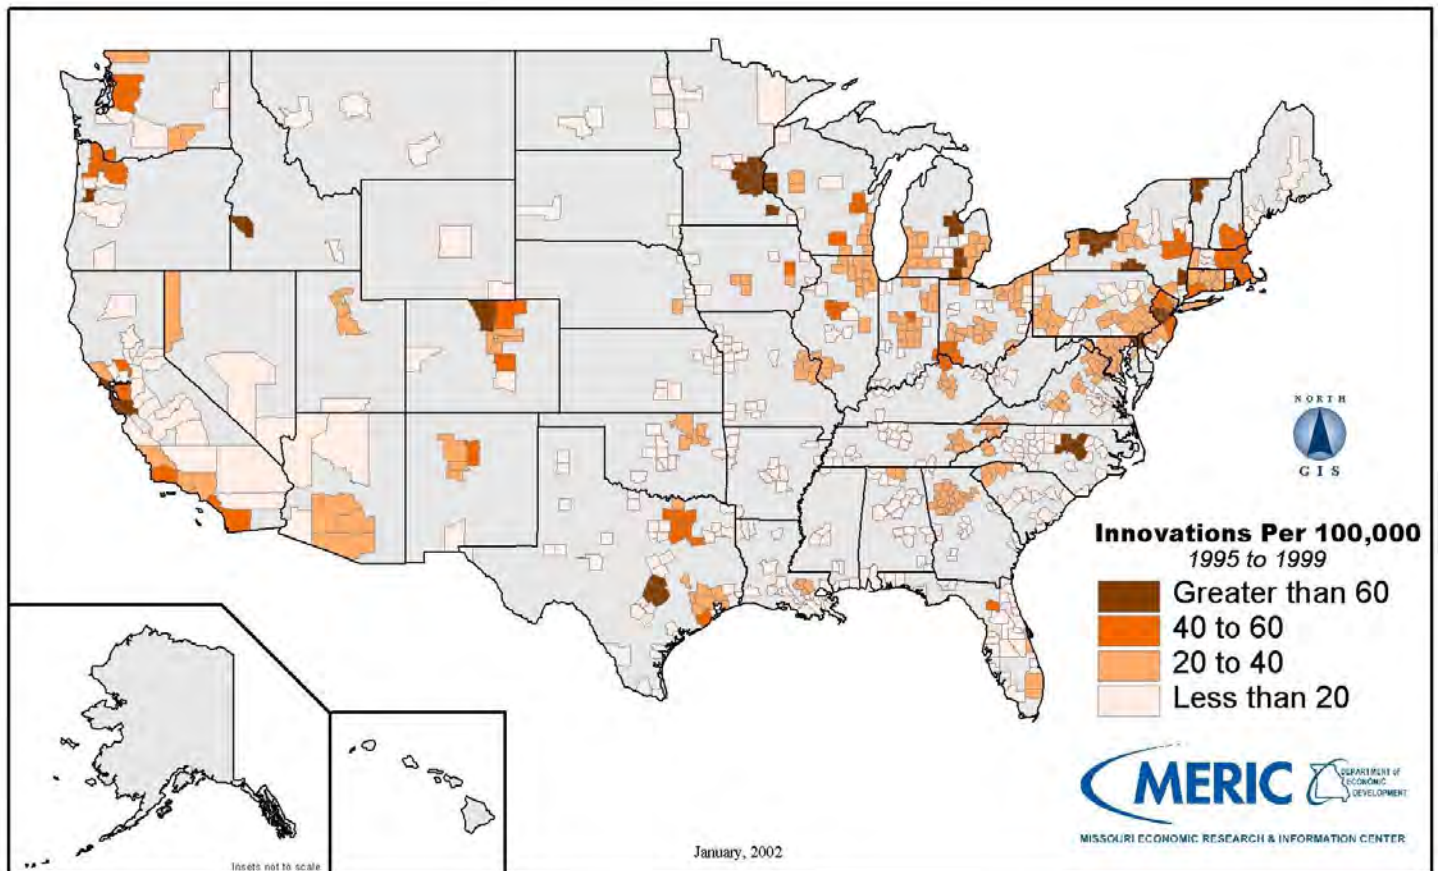 NORTH
GIS
Innovations Per 100,000
1995 to 1999
Greater than 60
40 to 60
20 to 40
Less than 20
MERIC
DEPARTMENT of
ECONOMIC
DEVELOPMENT
MISSOURI ECONOMIC RESEARCH & INFORMATION CENTER
January, 2002
Insets not to scale